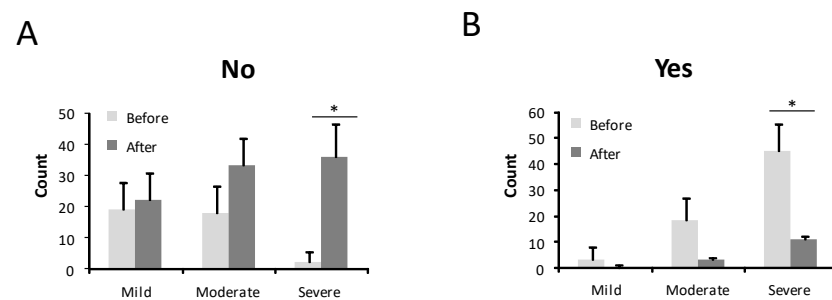 A
No
Before
After
*
Count
50
40
30
20
10
0
Mild Moderate Severe
B
Yes
Before
After
*
Count
60
50
40
30
20
10
0
Mild Moderate Severe